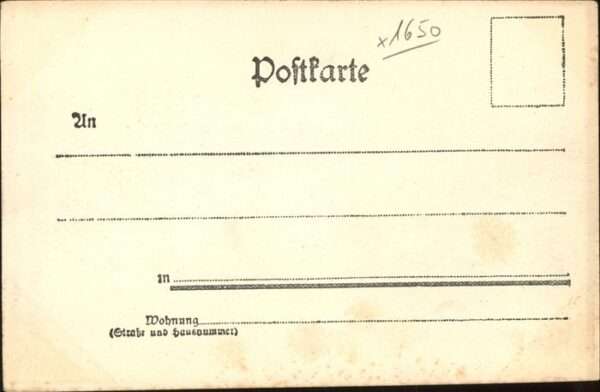 x1650
Postkarte
An
in
Wohnung
(Straße und Hausnummer)